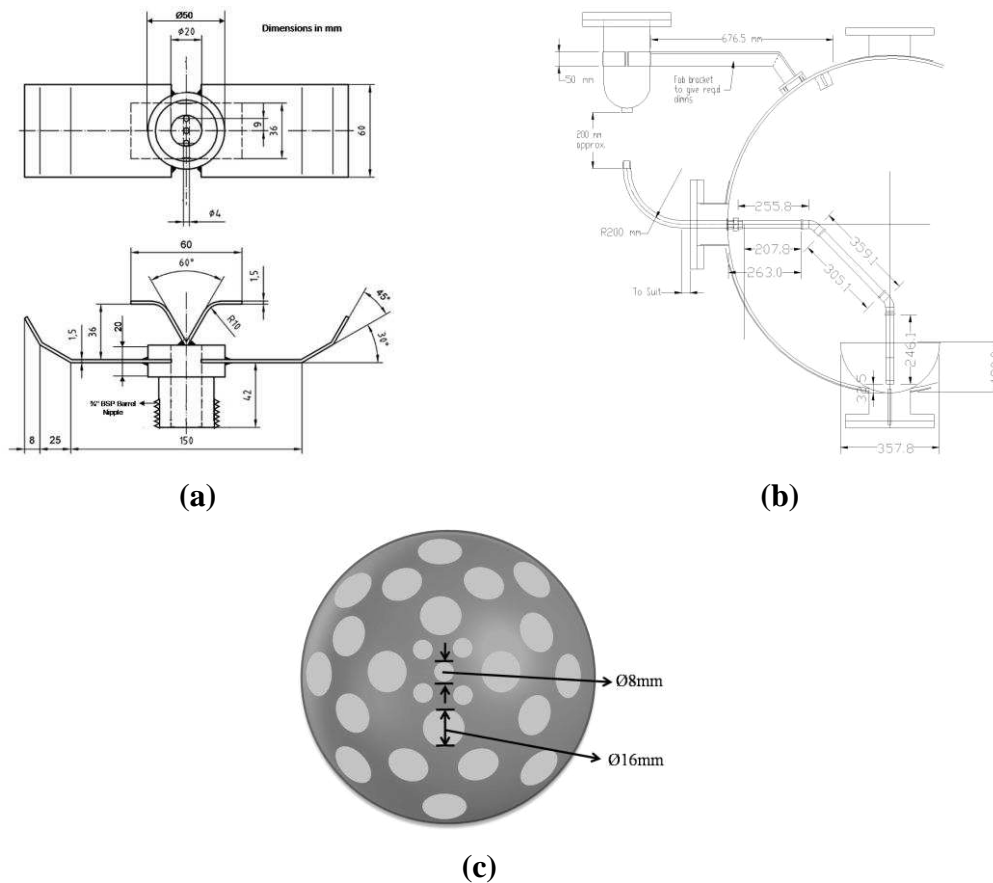 Ø50
Ø20
Dimensions in mm
9
36
60
Ø4
60
60°
1,5
45°
R10
30°
36
20
1,5
42
¾" BSP Barrel
Nipple
8
25
150
(a)
676.5 mm
50 mm
Fab bracket
to give reqd
dimns
200 mm
approx.
R200 mm
255.8
207.8
263.0
359.1
305.1
To Suit
246.1
357.8
(b)
Ø8mm
Ø16mm
(c)